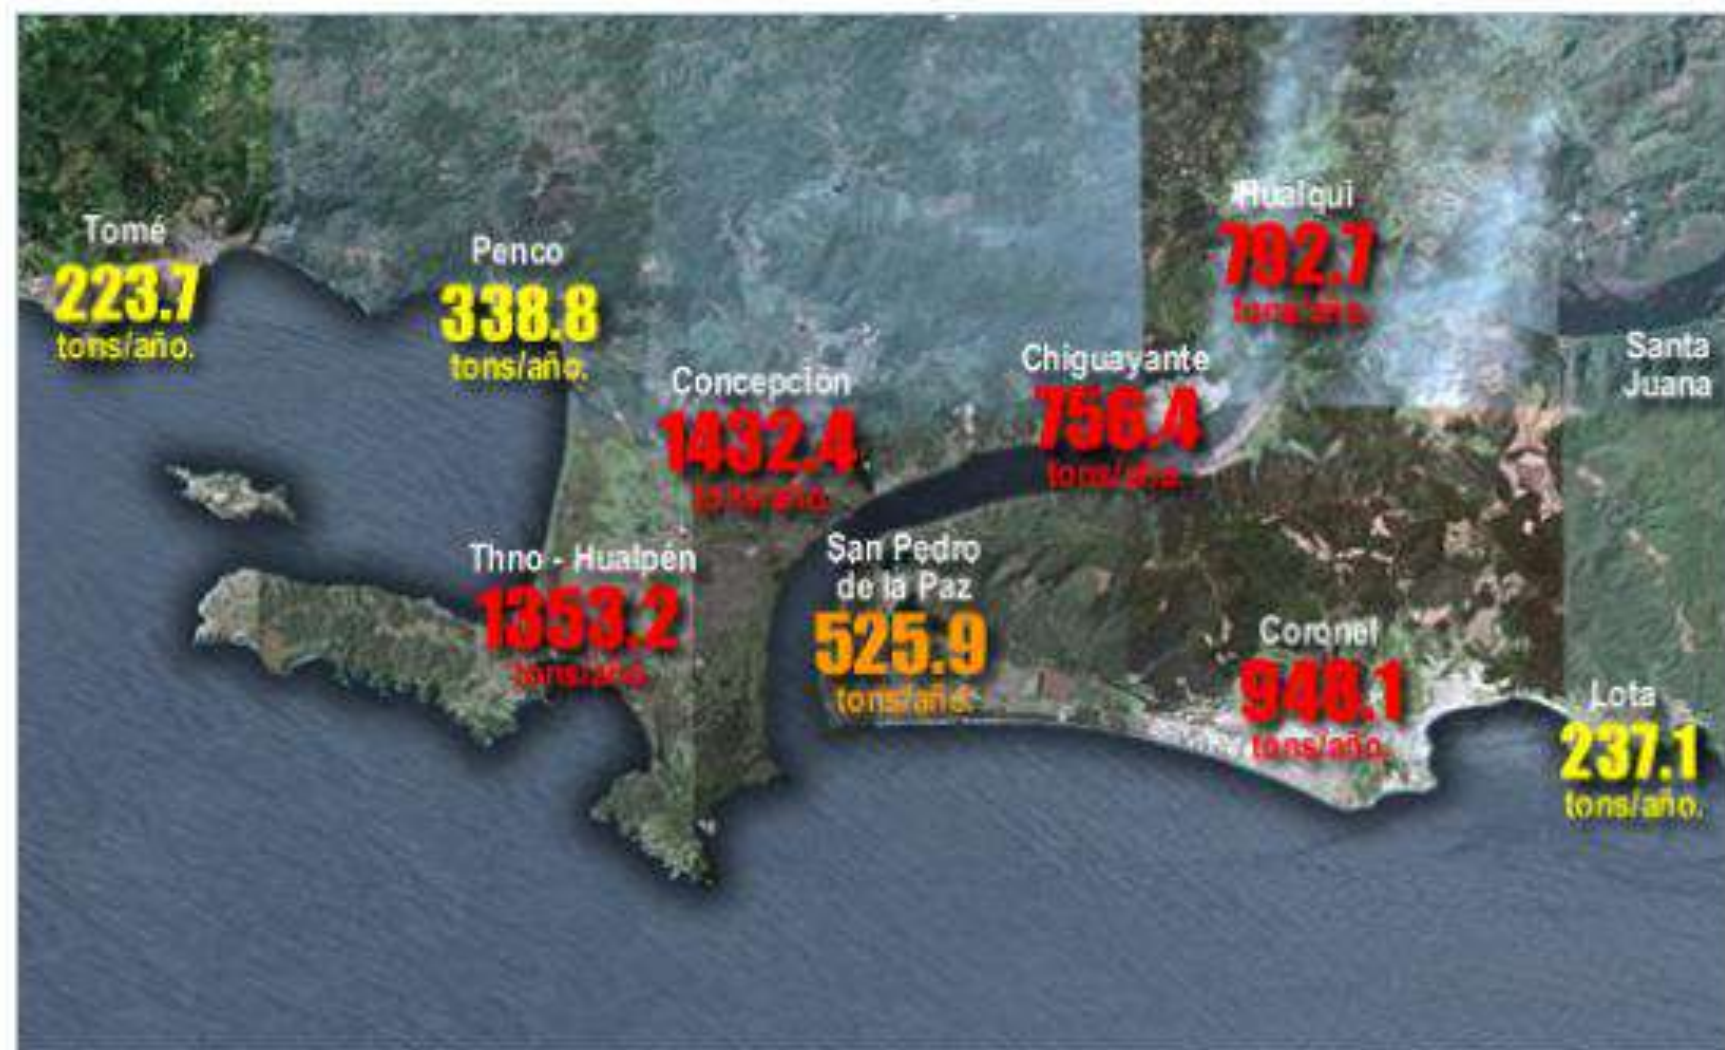 Tomé
223.7
tons/año.
Penco
338.8
tons/año.
Concepción
1432.4
tons/año.
Chiguayante
756.4
tons/año.
Hualqui
792.7
tons/año.
Santa
Juana
Thno - Hualpén
1353.2
tons/año.
San Pedro
de la Paz
525.9
tons/año.
Coronel
948.1
tons/año.
Lota
237.1
tons/año.